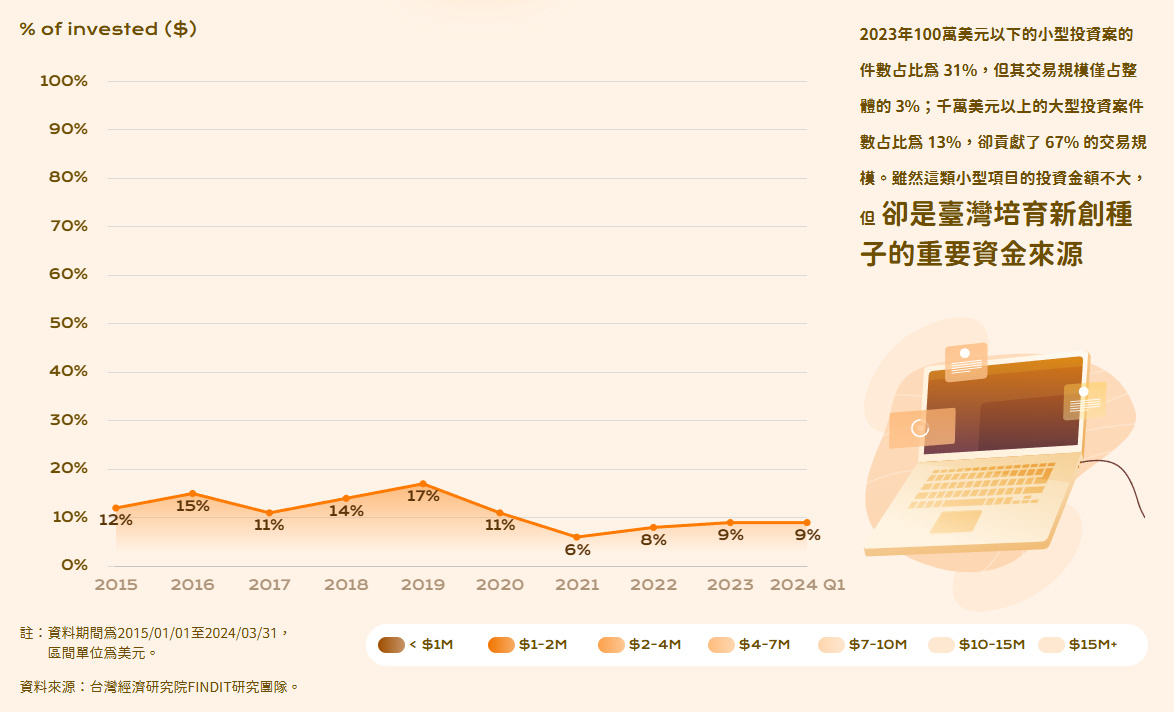 % of invested ($)
100%
90%
80%
70%
60%
50%
40%
30%
20%
10%
0%
12%
15%
11%
14%
17%
11%
6%
8%
9%
9%
2015
2016
2017
2018
2019
2020
2021
2022
2023
2024 Q1
2023年100萬美元以下的小型投資案的
件數占比為 31%，但其交易規模僅占整
體的 3%；千萬美元以上的大型投資案件
數占比為 13%，卻貢獻了 67% 的交易規
模。雖然這類小型項目的投資金額不大，
但 卻是臺灣培育新創種
子的重要資金來源
註：資料期間為2015/01/01至2024/03/31，
區間單位為美元。
資料來源：台灣經濟研究院FINDIT研究團隊。
< $1M
$1-2M
$2-4M
$4-7M
$7-10M
$10-15M
$15M+